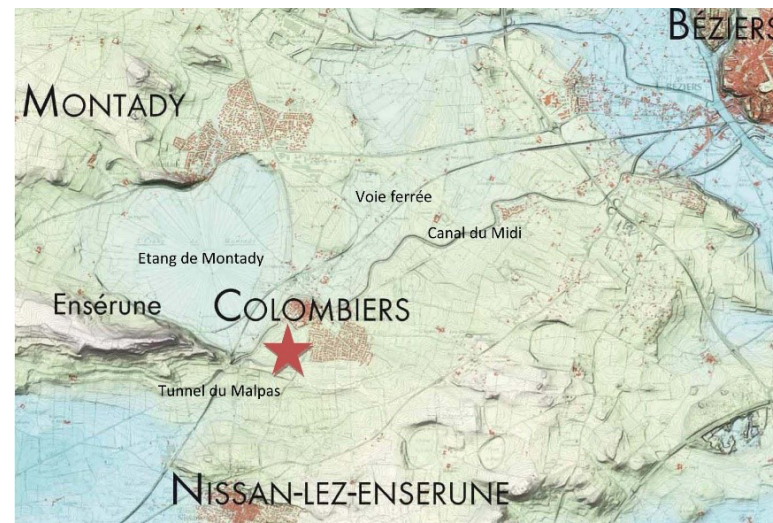 BÉZIERS
MONTADY
Voie ferrée
Canal du Midi
Etang de Montady
Ensérune
COLOMBIERS
Tunnel du Malpas
NISSAN-LEZ-ENSERUNE